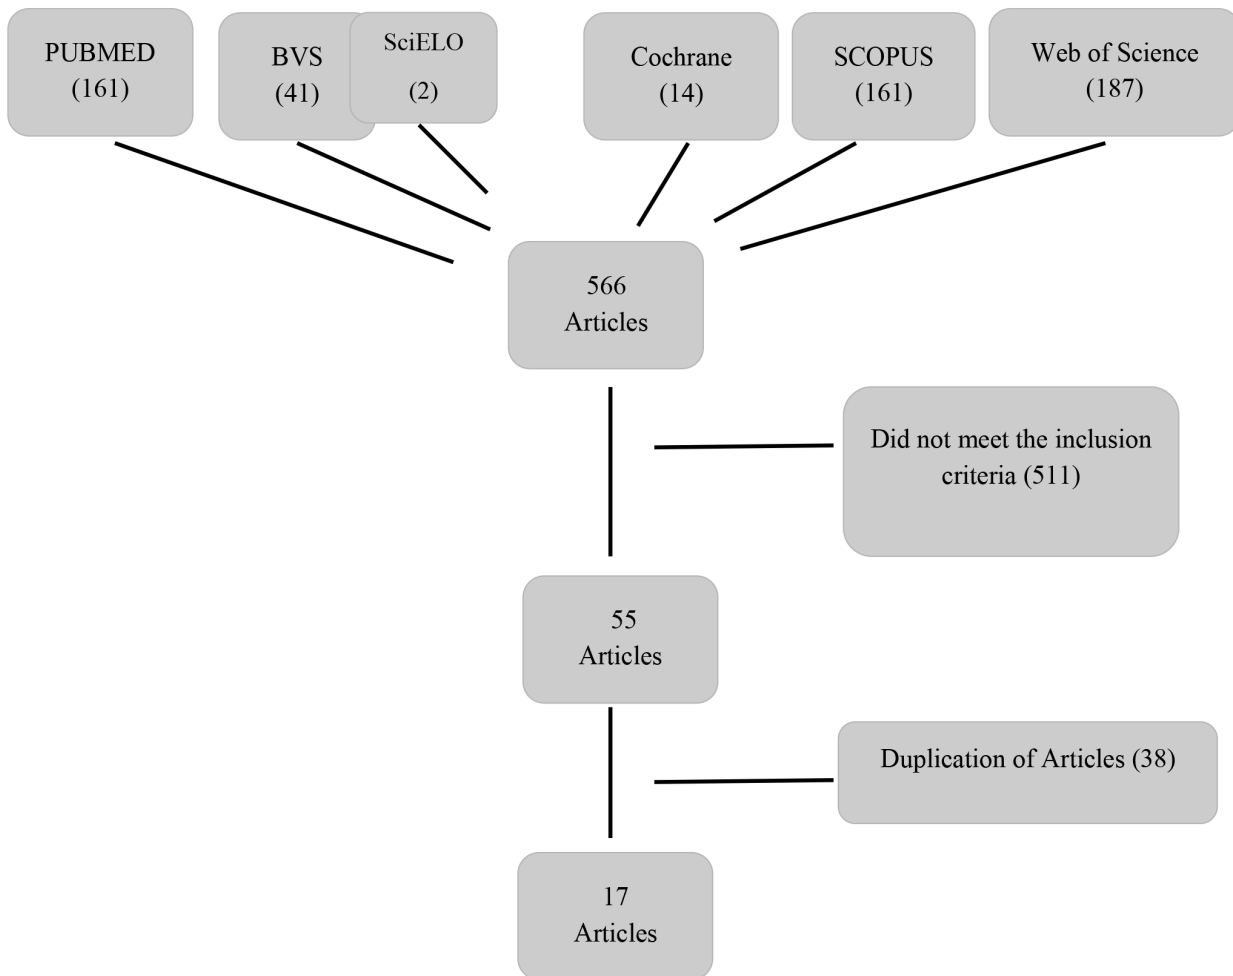 PUBMED
(161)
BVS
(41)
SciELO
(2)
Cochrane
(14)
SCOPUS
(161)
Web of Science
(187)
566
Articles
Did not meet the inclusion
criteria (511)
55
Articles
Duplication of Articles (38)
17
Articles